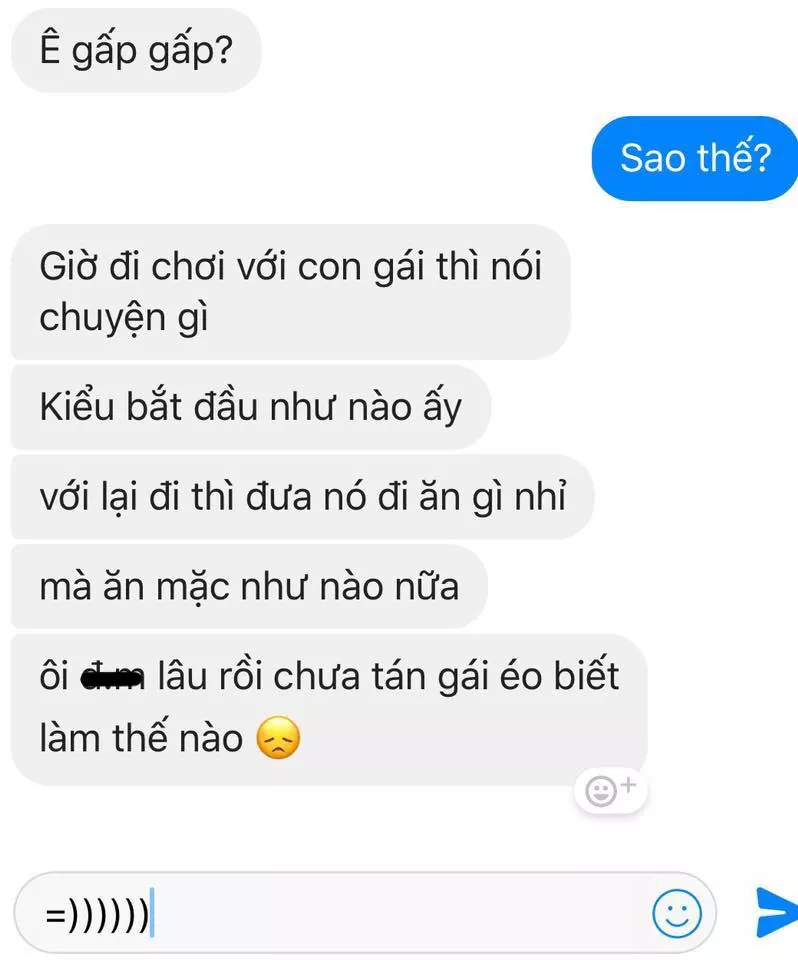 Ê gấp gấp?
Sao thế?
Giờ đi chơi với con gái thì nói
chuyện gì
Kiểu bắt đầu như nào ấy
với lại đi thì đưa nó đi ăn gì nhỉ
mà ăn mặc như nào nữa
ôi lâu rồi chưa tán gái éo biết
làm thế nào 😞
=))))))